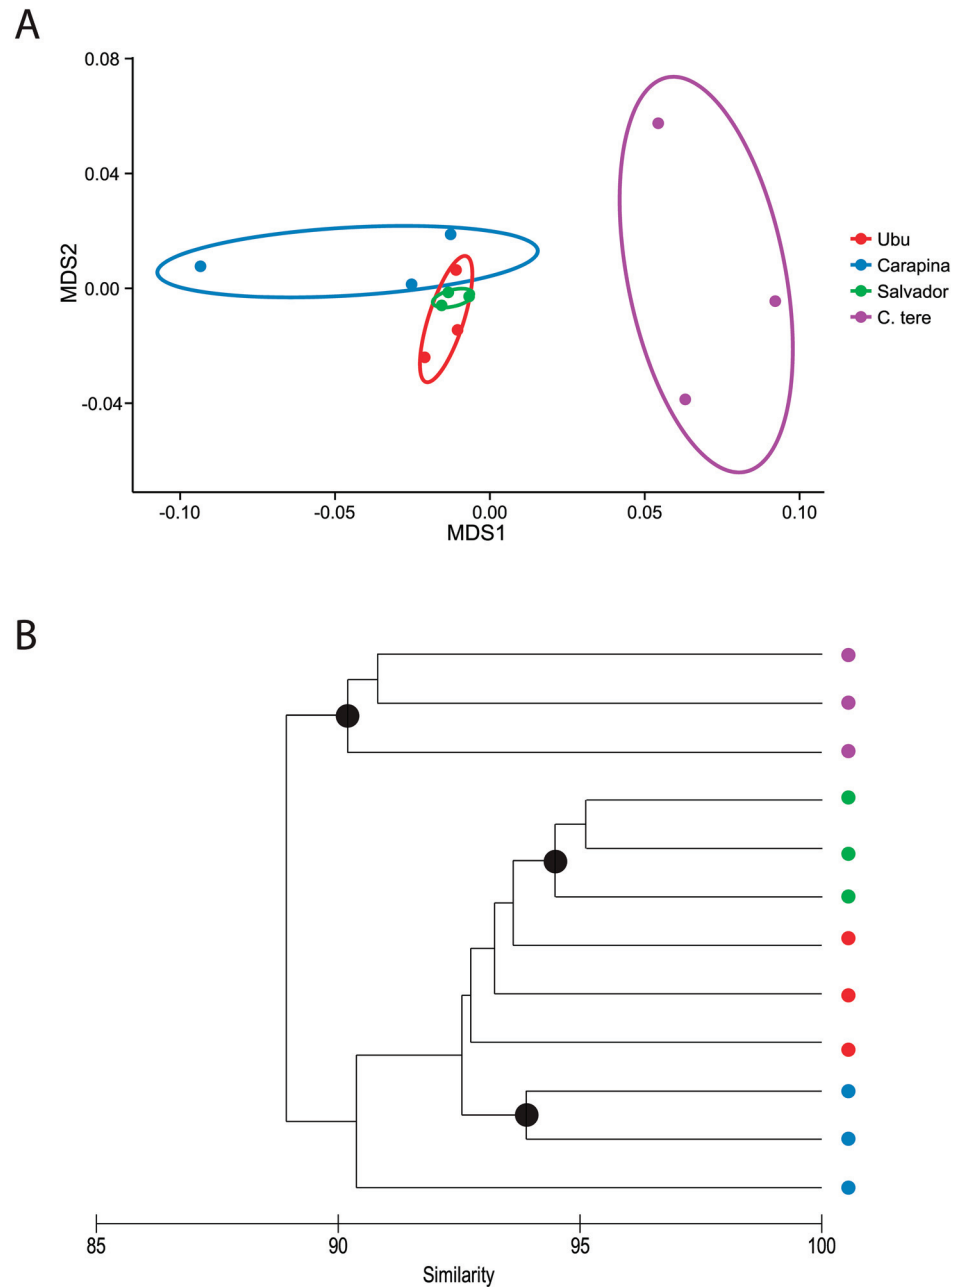 A
0.08
0.04
0.00
-0.04
MDS2
-0.10 -0.05 0.00 0.05 0.10
MDS1
Ubu
Carapina
Salvador
C. tere
B
85 90 95 100
Similarity